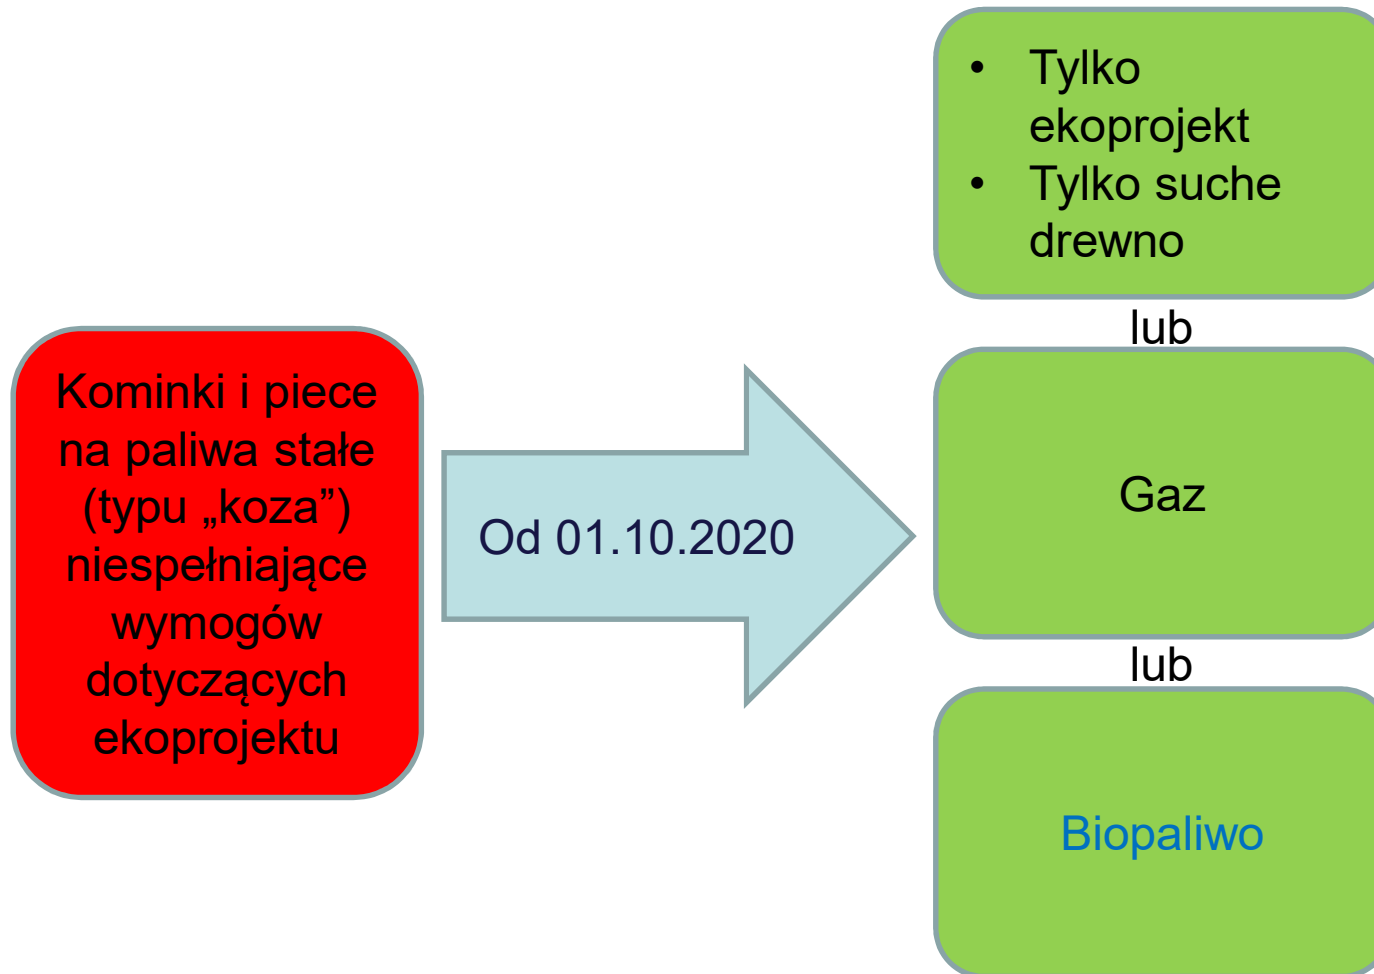 Kominki i piece
na paliwa stałe
(typu „koza”)
niespełniające
wymogów
dotyczących
ekoprojektu
Od 01.10.2020
• Tylko
ekoprojekt
• Tylko suche
drewno
lub
Gaz
lub
Biopaliwo